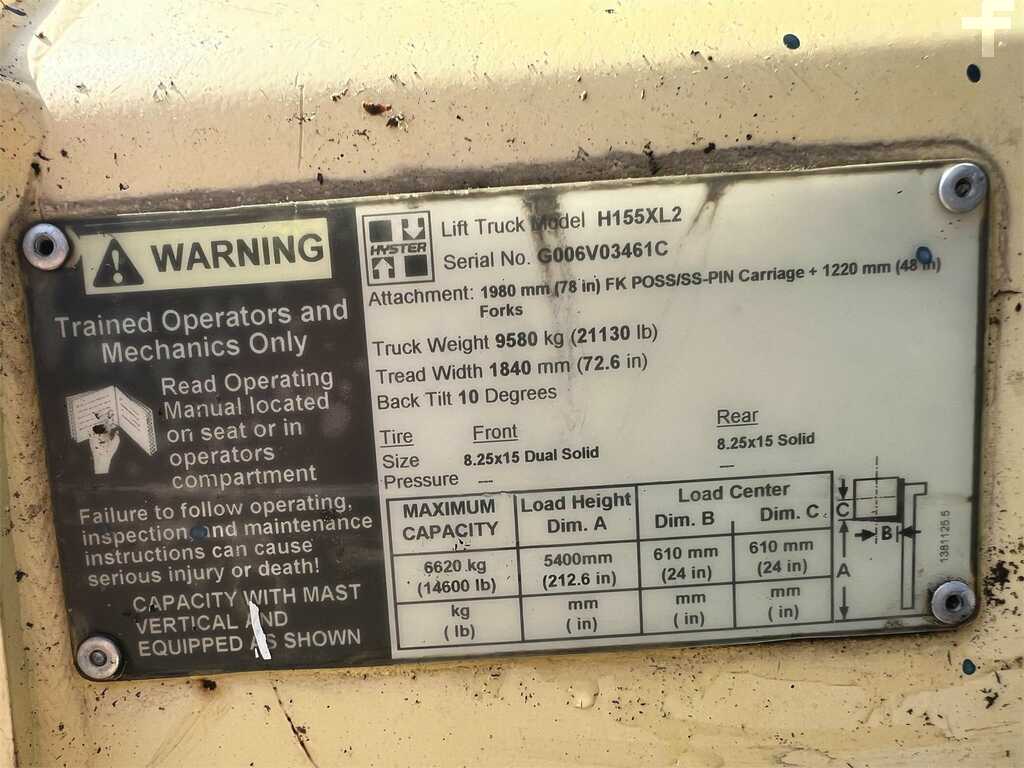 WARNING
Trained Operators and
Mechanics Only
Read Operating
Manual located
on seat or in
operators
compartment
Failure to follow operating,
inspection and maintenance
instructions can cause
serious injury or death!
CAPACITY WITH MAST
VERTICAL AND
EQUIPPED AS SHOWN
HYSTER
Lift Truck Model H155XL2
Serial No. G006V03461C
Attachment: 1980 mm (78 in) FK POSS/SS-PIN Carriage + 1220 mm (48 in)
Forks
Truck Weight 9580 kg (21130 lb)
Tread Width 1840 mm (72.6 in)
Back Tilt 10 Degrees
Tire Front Rear
Size 8.25x15 Dual Solid 8.25x15 Solid
Pressure --- ---
MAXIMUM CAPACITY Load Height Dim. A Load Center Dim. B Dim. C
6620 kg (14600 lb) 5400mm (212.6 in) 610 mm (24 in) 610 mm (24 in)
kg ( lb) mm ( in) mm ( in) mm ( in)
C
B
A
1381125 5